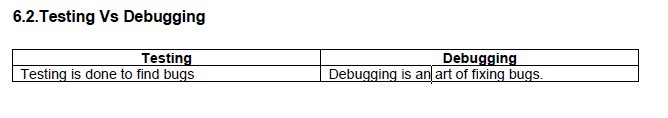 6.2.Testing Vs Debugging
Testing Debugging
Testing is done to find bugs Debugging is an art of fixing bugs.